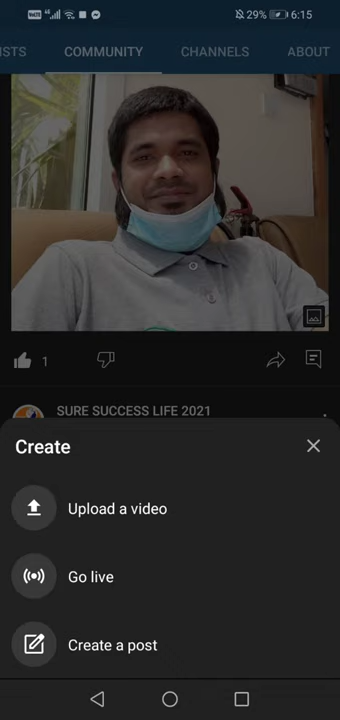 29% 6:15
ISTS COMMUNITY CHANNELS ABOUT
1
SURE SUCCESS LIFE 2021
Create
Upload a video
Go live
Create a post